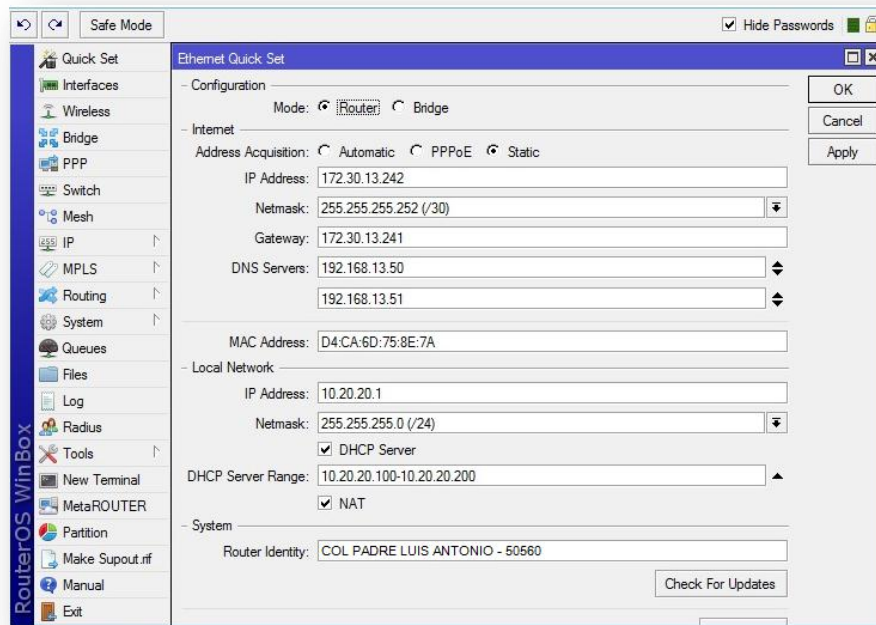 Safe Mode
Hide Passwords
RouterOS WinBox
Quick Set
Interfaces
Wireless
Bridge
PPP
Switch
Mesh
255 IP
MPLS
Routing
System
Queues
Files
Log
Radius
Tools
New Terminal
MetaROUTER
Partition
Make Supout.rif
Manual
Exit
Ethernet Quick Set
Configuration
Mode: Router Bridge
Internet
Address Acquisition: Automatic PPPoE Static
IP Address: 172.30.13.242
Netmask: 255.255.255.252 (/30)
Gateway: 172.30.13.241
DNS Servers: 192.168.13.50
192.168.13.51
MAC Address: D4:CA:6D:75:8E:7A
Local Network
IP Address: 10.20.20.1
Netmask: 255.255.255.0 (/24)
DHCP Server
DHCP Server Range: 10.20.20.100-10.20.20.200
NAT
System
Router Identity: COL PADRE LUIS ANTONIO - 50560
Check For Updates
OK
Cancel
Apply